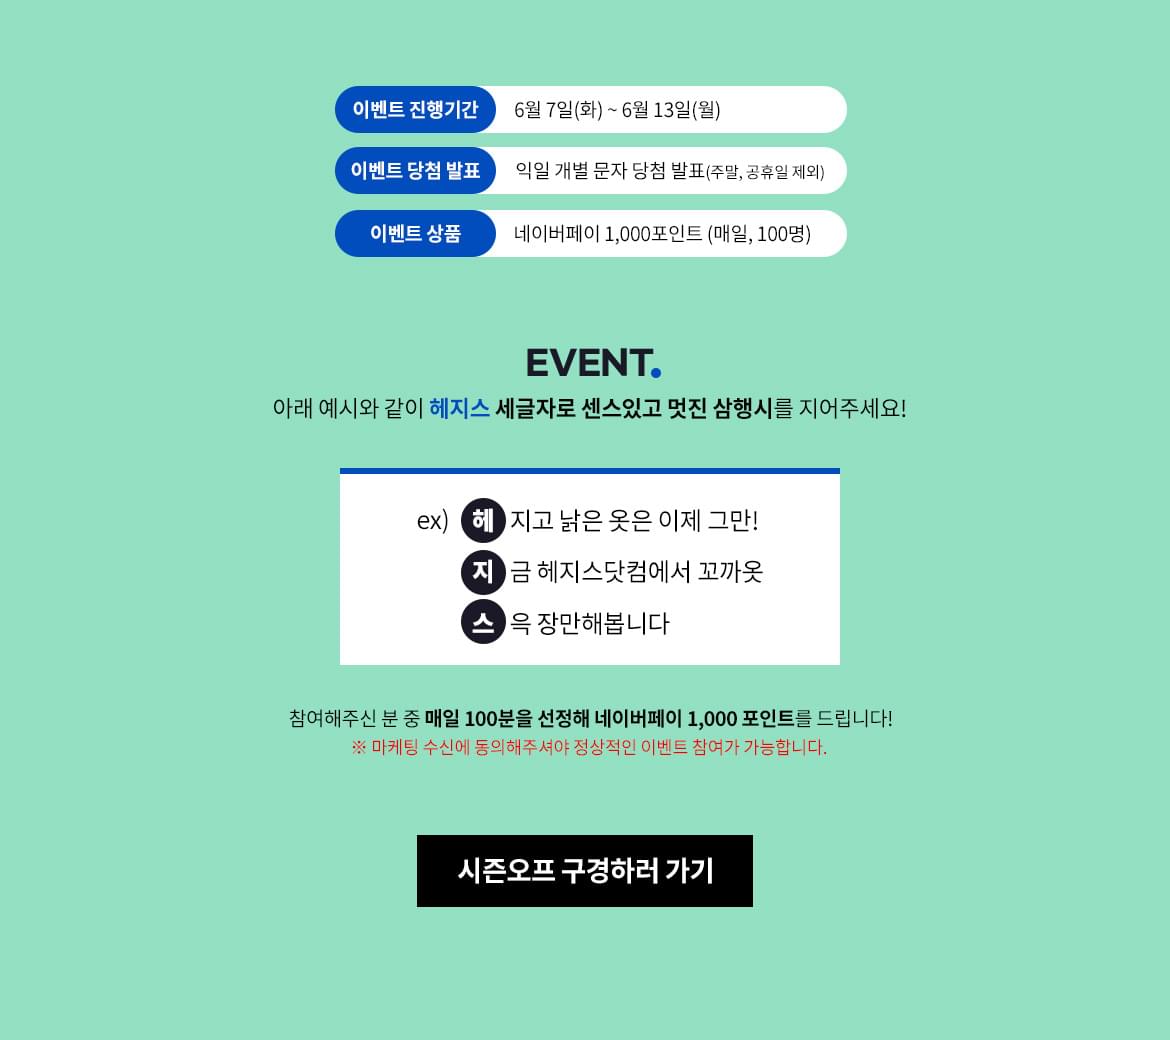 이벤트 진행기간 6월 7일(화) ~ 6월 13일(월)
이벤트 당첨 발표 익일 개별 문자 당첨 발표(주말, 공휴일 제외)
이벤트 상품 네이버페이 1,000포인트 (매일, 100명)
EVENT.
아래 예시와 같이 헤지스 세글자로 센스있고 멋진 삼행시를 지어주세요!
ex) 헤지고 낡은 옷은 이제 그만!
지금 헤지스닷컴에서 꼬까옷
스윽 장만해봅니다
참여해주신 분 중 매일 100분을 선정해 네이버페이 1,000 포인트를 드립니다!
※ 마케팅 수신에 동의해주셔야 정상적인 이벤트 참여가 가능합니다.
시즌오프 구경하러 가기